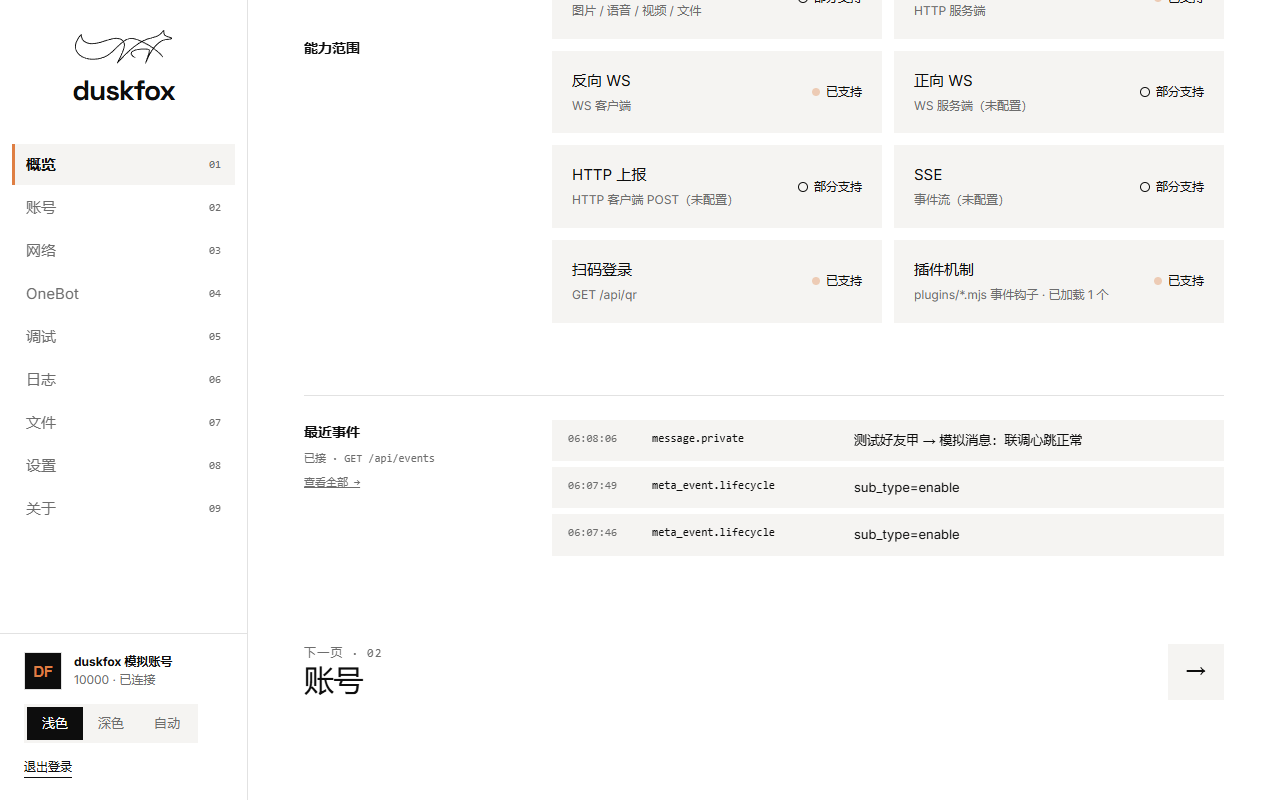 duskfox
概览 01
账号 02
网络 03
OneBot 04
调试 05
日志 06
文件 07
设置 08
关于 09
duskfox 模拟账号
10000 · 已连接
DF
浅色 深色 自动
退出登录
能力范围
图片 / 语音 / 视频 / 文件
部分支持
HTTP 服务端
已支持
反向 WS
WS 客户端
已支持
正向 WS
WS 服务端（未配置）
部分支持
HTTP 上报
HTTP 客户端 POST（未配置）
部分支持
SSE
事件流（未配置）
部分支持
扫码登录
GET /api/qr
已支持
插件机制
plugins/*.mjs 事件钩子 · 已加载 1 个
已支持
最近事件
已接 · GET /api/events
查看全部 →
06:08:06 message.private 测试好友甲 → 模拟消息：联调心跳正常
06:07:49 meta_event.lifecycle sub_type=enable
06:07:46 meta_event.lifecycle sub_type=enable
下一页 · 02
账号
→